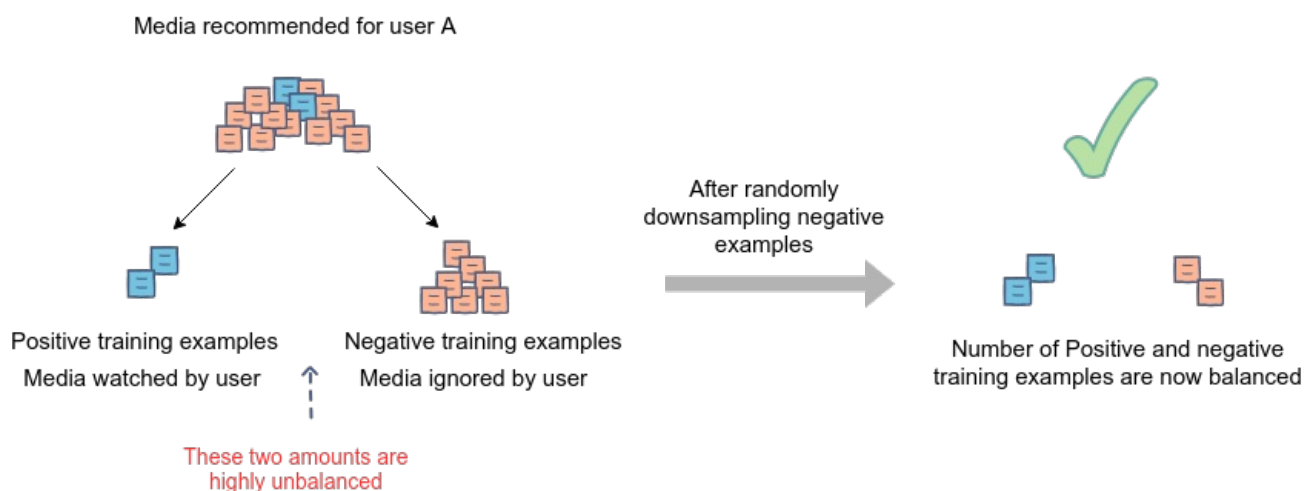 Media recommended for user A
Positive training examples
Media watched by user
Negative training examples
Media ignored by user
These two amounts are
highly unbalanced
After randomly
downsampling negative
examples
Number of Positive and negative
training examples are now balanced